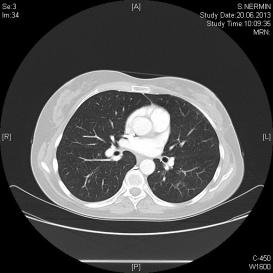 Se:3
Im:34
[A]
S.NERMIN
Study Date:20.06.2013
Study Time:10:09:35
MRN:
[R]
[L]
[P]
C-450
W1600